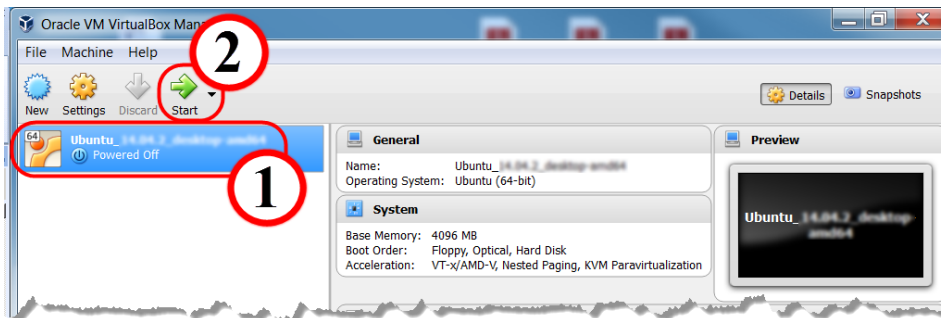 Oracle VM VirtualBox Man
File Machine Help
2
New Settings Discard Start
Details Snapshots
64
Ubuntu_
Powered Off
1
General
Name: Ubuntu_
Operating System: Ubuntu (64-bit)
System
Base Memory: 4096 MB
Boot Order: Floppy, Optical, Hard Disk
Acceleration: VT-x/AMD-V, Nested Paging, KVM Paravirtualization
Preview
Ubuntu_